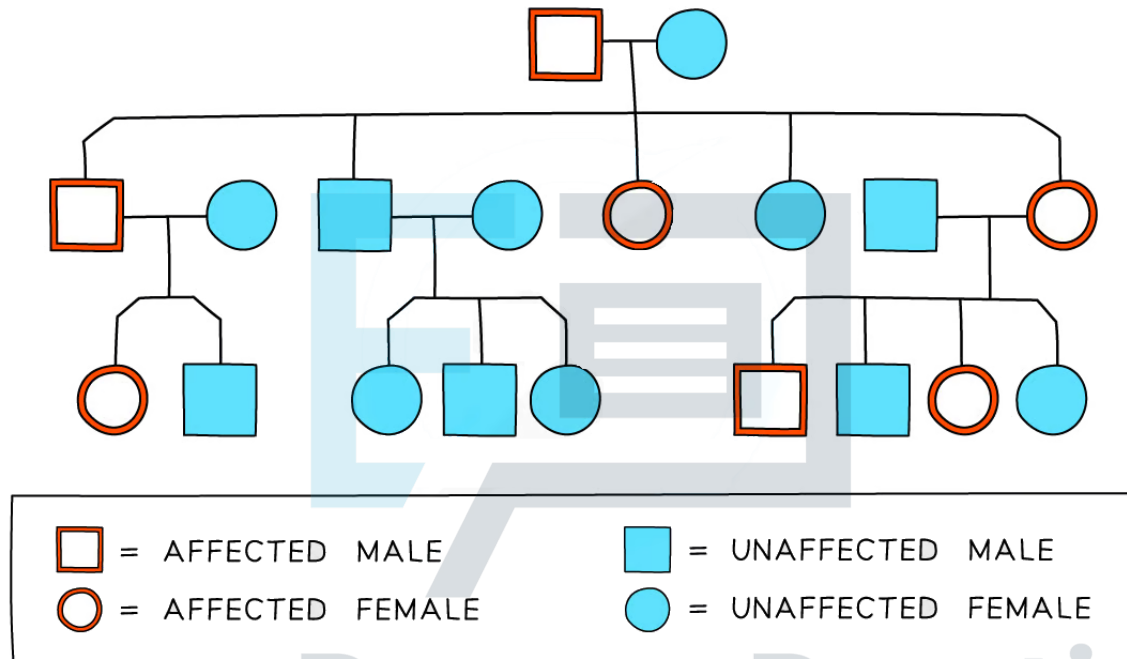 = AFFECTED MALE = UNAFFECTED MALE
= AFFECTED FEMALE = UNAFFECTED FEMALE